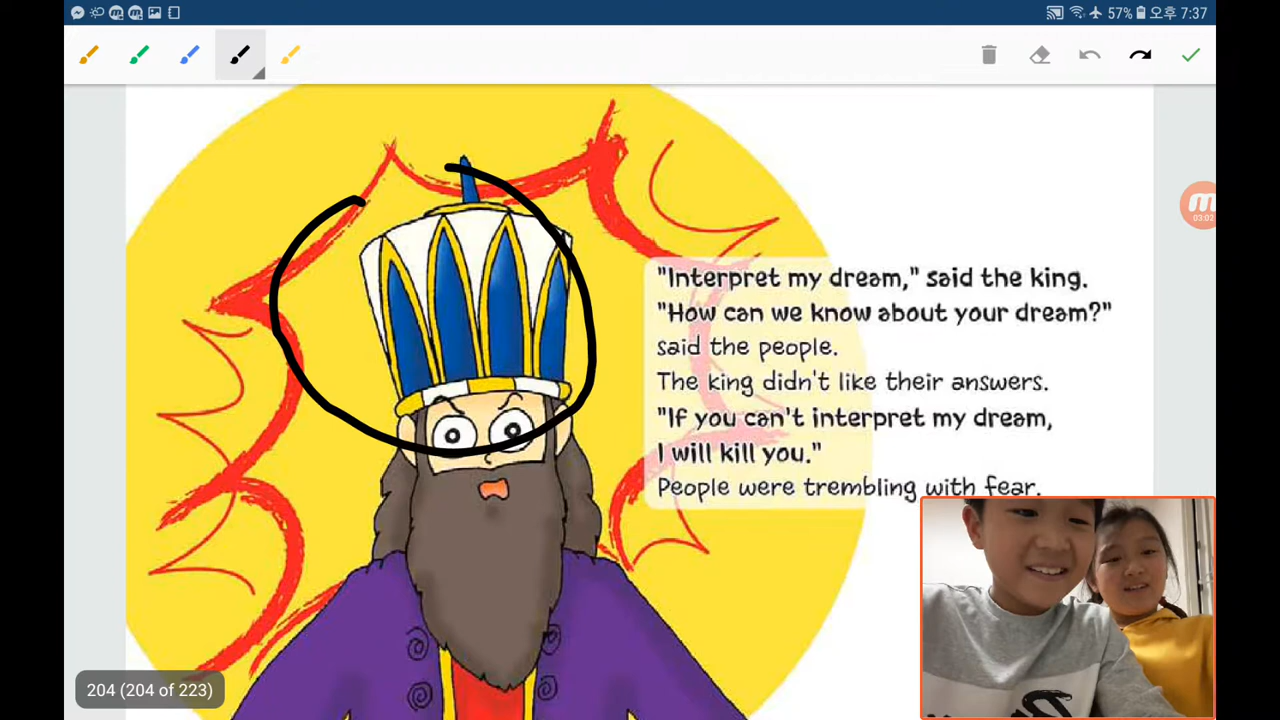 57% 오후 7:37
"Interpret my dream," said the king.
"How can we know about your dream?"
said the people.
The king didn't like their answers.
"If you can't interpret my dream,
I will kill you."
People were trembling with fear.
03:02
204 (204 of 223)